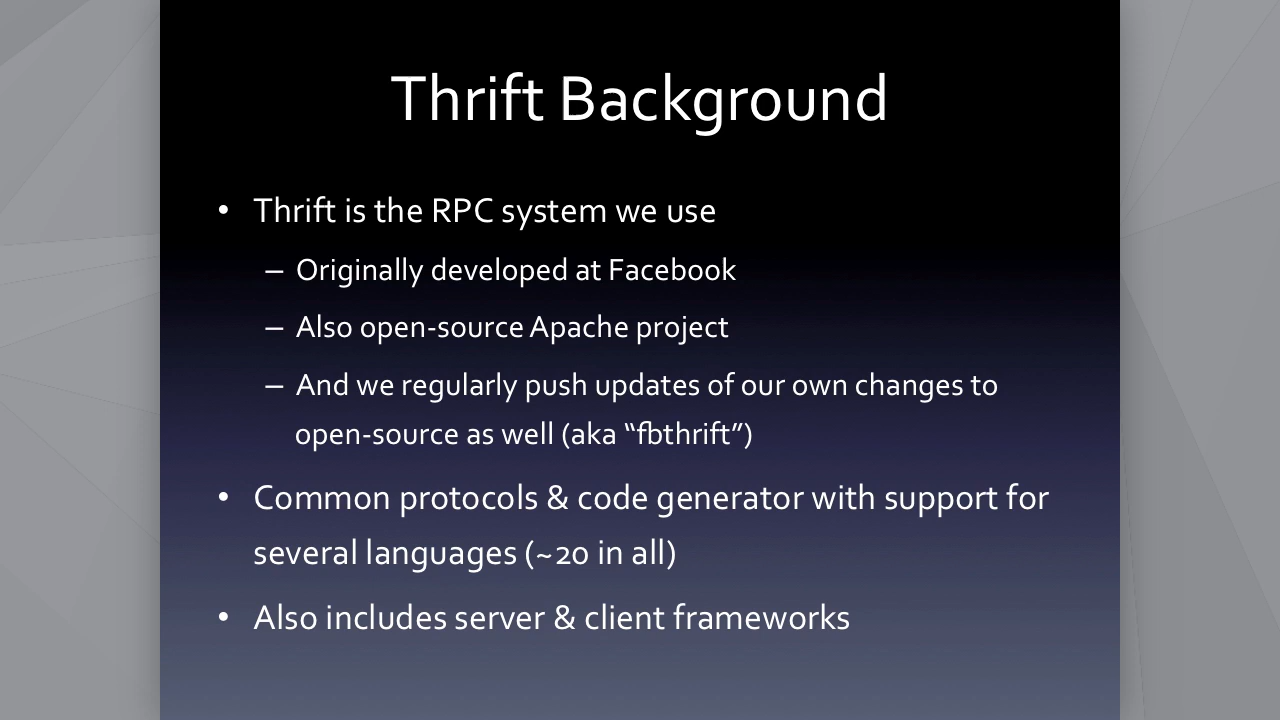 Thrift Background
• Thrift is the RPC system we use
– Originally developed at Facebook
– Also open-source Apache project
– And we regularly push updates of our own changes to
open-source as well (aka “fbthrift”)
• Common protocols & code generator with support for
several languages (~20 in all)
• Also includes server & client frameworks